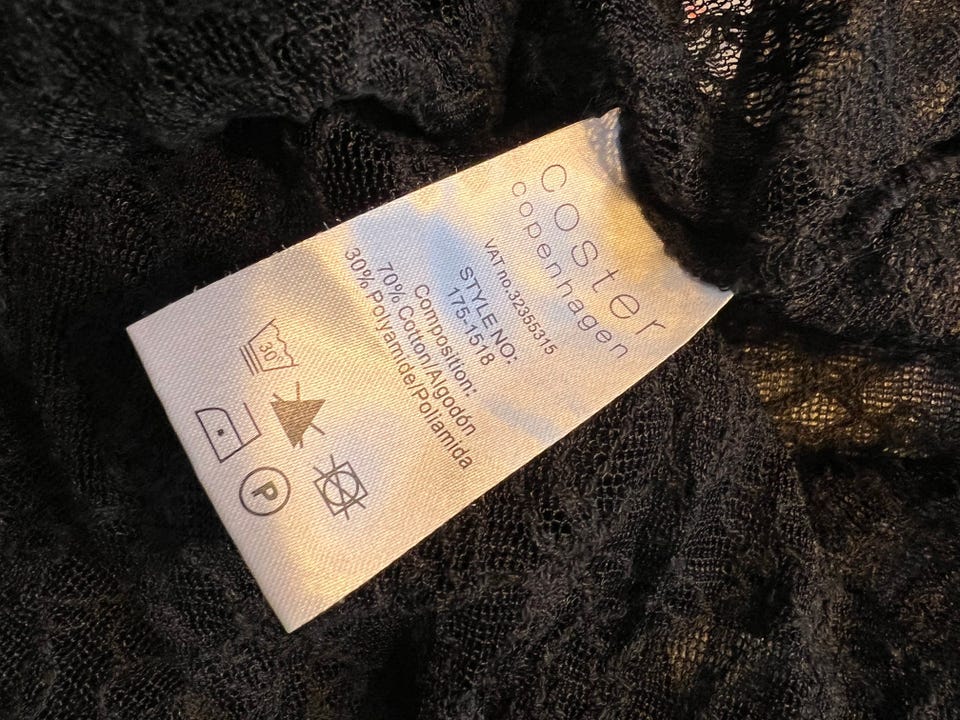 coster
copenhagen
VAT no.32355315
STYLE NO:
175-1518
Composition:
70% Cotton/Algodón
30% Polyamide/Poliamida
30°
P